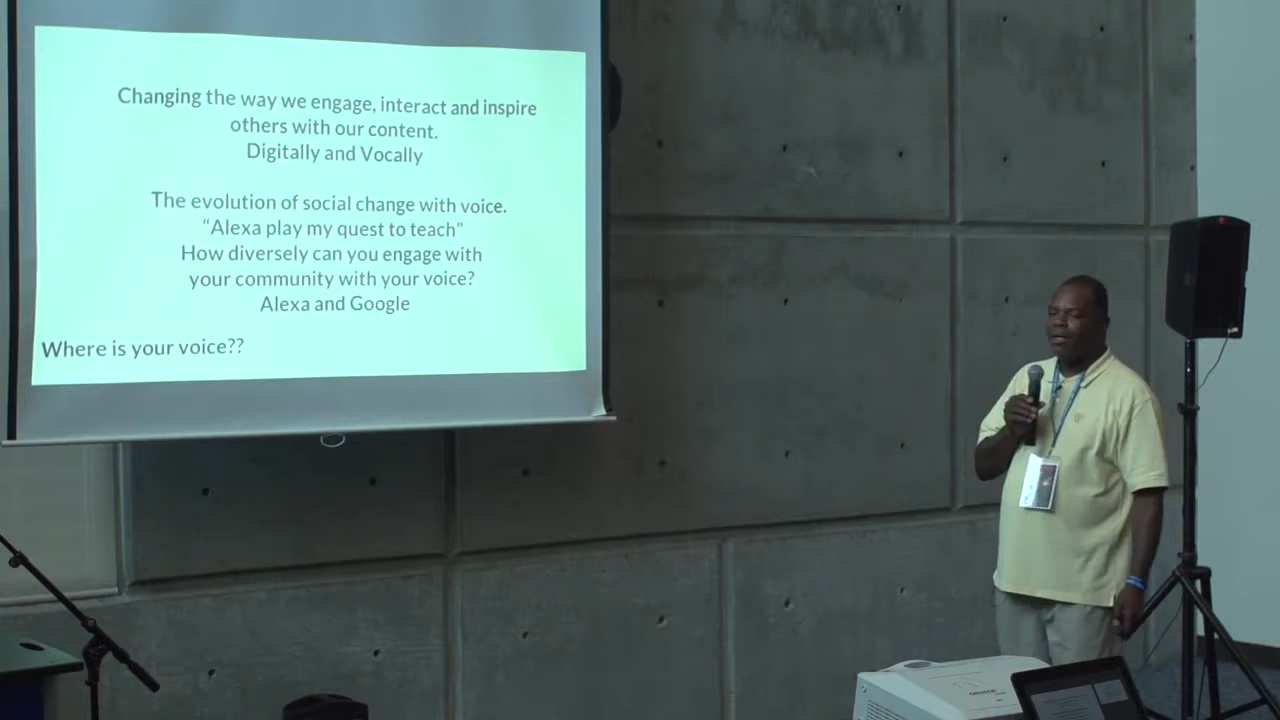 Changing the way we engage, interact and inspire
others with our content.
Digitally and Vocally
The evolution of social change with voice.
“Alexa play my quest to teach”
How diversely can you engage with
your community with your voice?
Alexa and Google
Where is your voice??